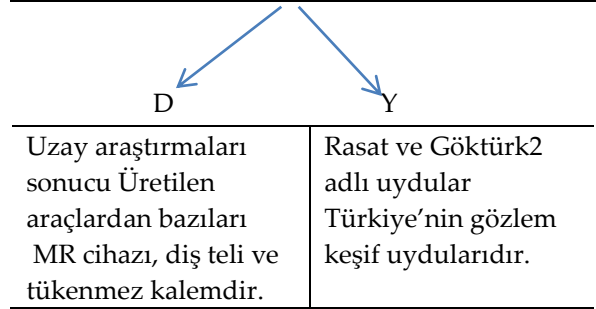 D
Y
Uzay araştırmaları
sonucu Üretilen
araçlardan bazıları
MR cihazı, diş teli ve
tükenmez kalemdir.
Rasat ve Göktürk2
adlı uydular
Türkiye’nin gözlem
keşif uydularıdır.